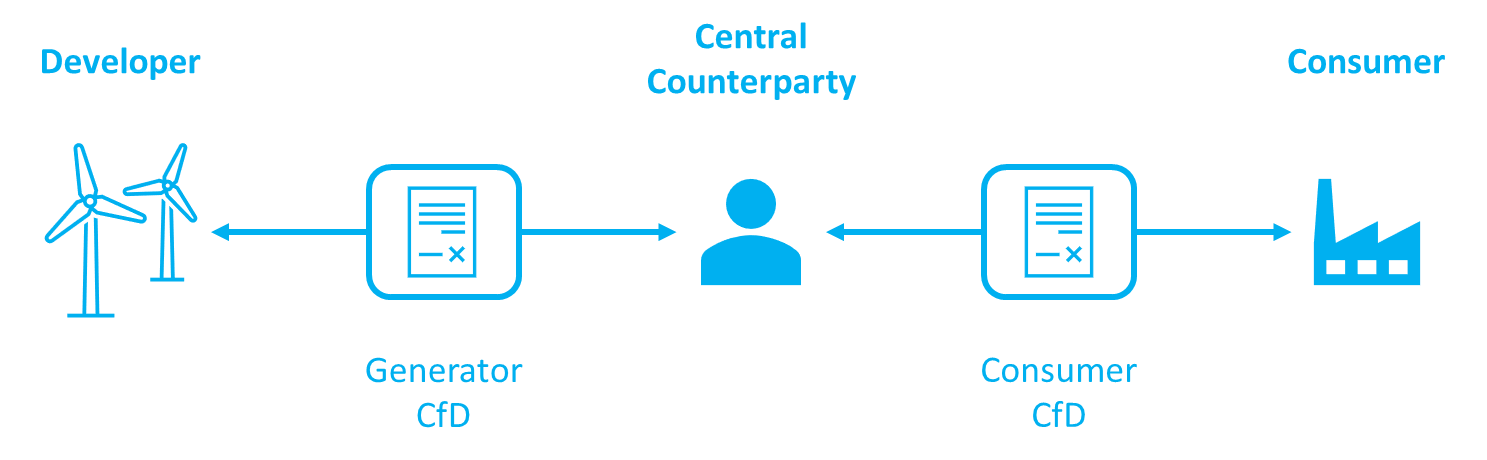 Developer
Central
Counterparty
Consumer
Generator
CfD
Consumer
CfD